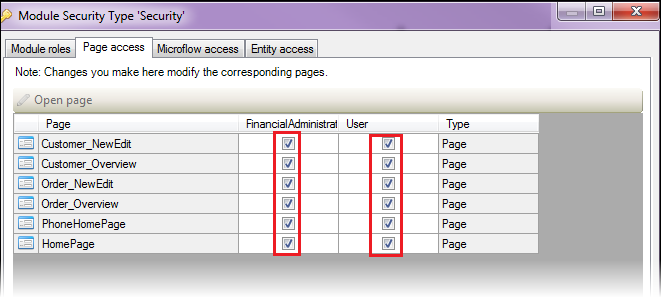 Module Security Type 'Security'
Module roles Page access Microflow access Entity access
Note: Changes you make here modify the corresponding pages.
Open page
Page FinancialAdministrat User Type
Customer_NewEdit Page
Customer_Overview Page
Order_NewEdit Page
Order_Overview Page
PhoneHomePage Page
HomePage Page